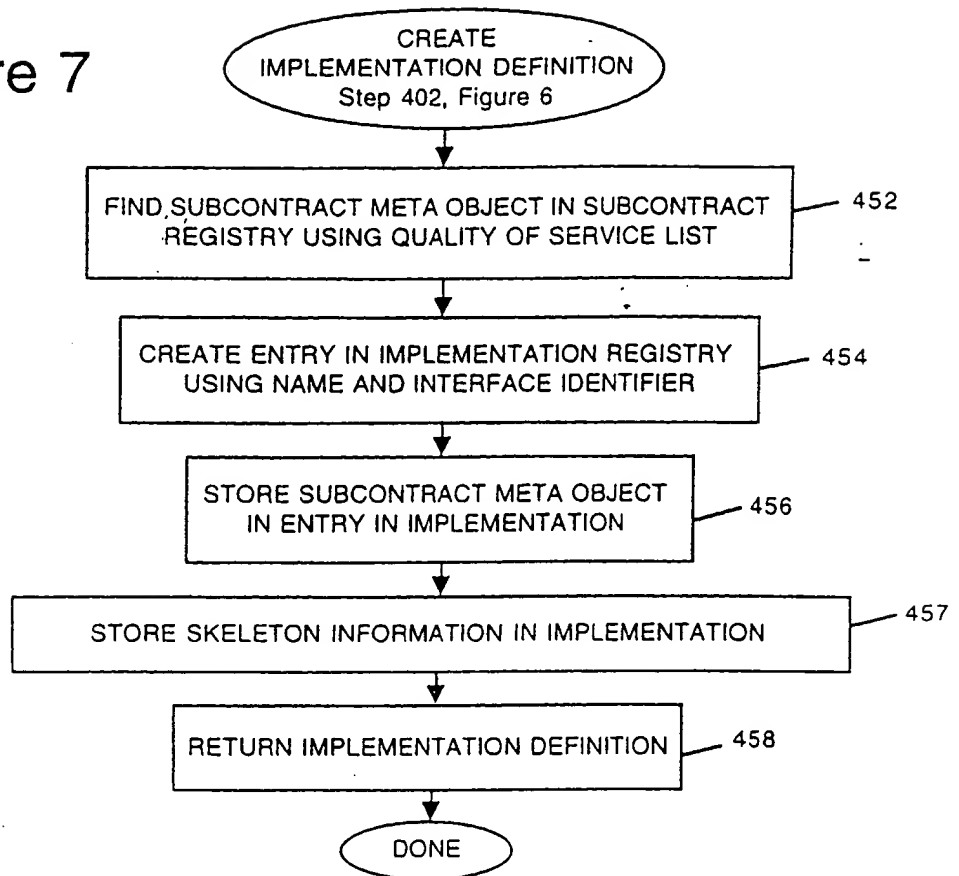 re 7
CREATE
IMPLEMENTATION DEFINITION
Step 402, Figure 6
FIND SUBCONTRACT META OBJECT IN SUBCONTRACT
REGISTRY USING QUALITY OF SERVICE LIST
452
CREATE ENTRY IN IMPLEMENTATION REGISTRY
USING NAME AND INTERFACE IDENTIFIER
454
STORE SUBCONTRACT META OBJECT
IN ENTRY IN IMPLEMENTATION
456
STORE SKELETON INFORMATION IN IMPLEMENTATION
457
RETURN IMPLEMENTATION DEFINITION
458
DONE